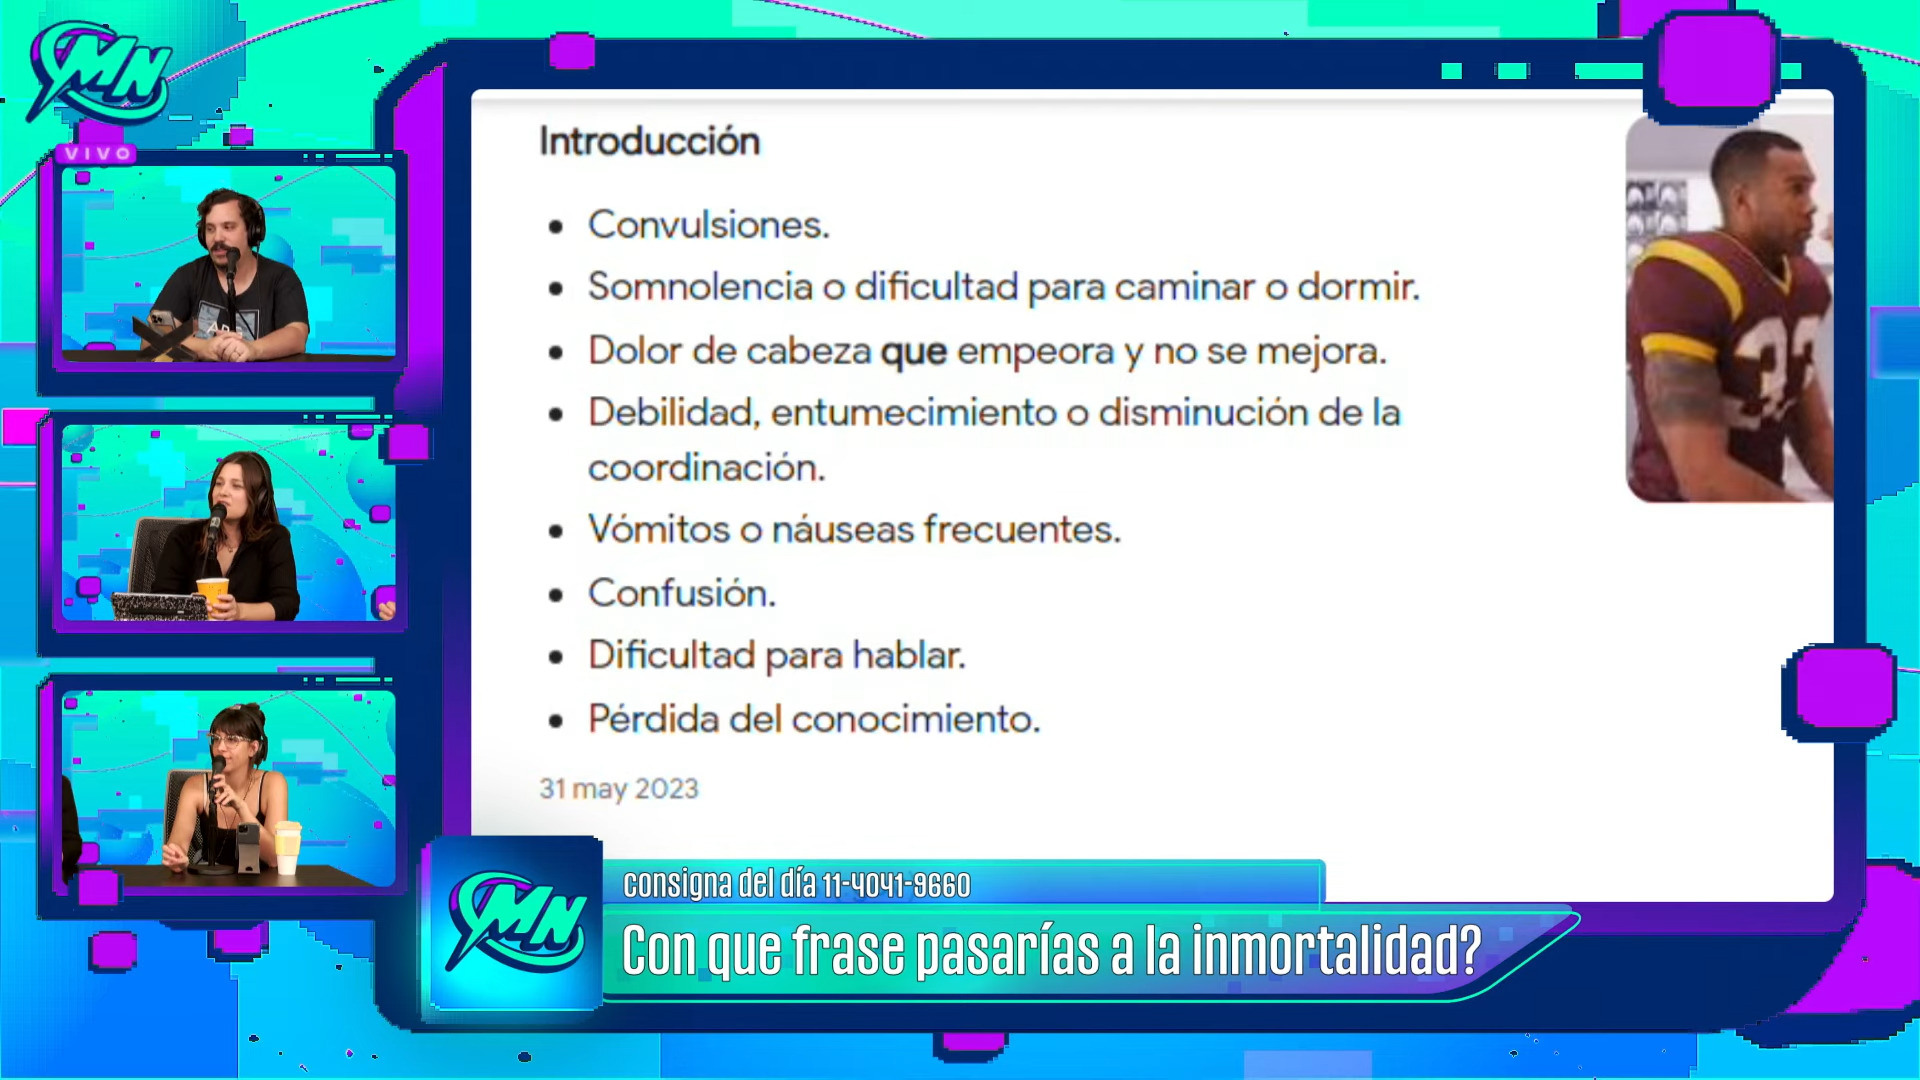 MN
VIVO
Introducción
Convulsiones.
Somnolencia o dificultad para caminar o dormir.
Dolor de cabeza que empeora y no se mejora.
Debilidad, entumecimiento o disminución de la
coordinación.
Vómitos o náuseas frecuentes.
Confusión.
Dificultad para hablar.
Pérdida del conocimiento.
31 may 2023
33
MN
consigna del día 11-4041-9660
Con que frase pasarías a la inmortalidad?